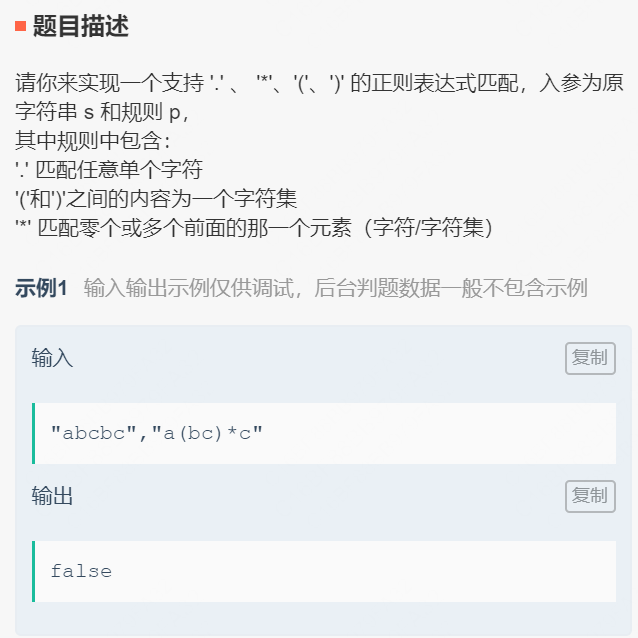 题目描述
请你来实现一个支持 '.' 、 '*'、'('、')' 的正则表达式匹配，入参为原
字符串 s 和规则 p，
其中规则中包含：
'.' 匹配任意单个字符
'('和')'之间的内容为一个字符集
'*' 匹配零个或多个前面的那一个元素（字符/字符集）
示例1 输入输出示例仅供调试，后台判题数据一般不包含示例
输入 复制
"abcbc","a(bc)*c"
输出 复制
false